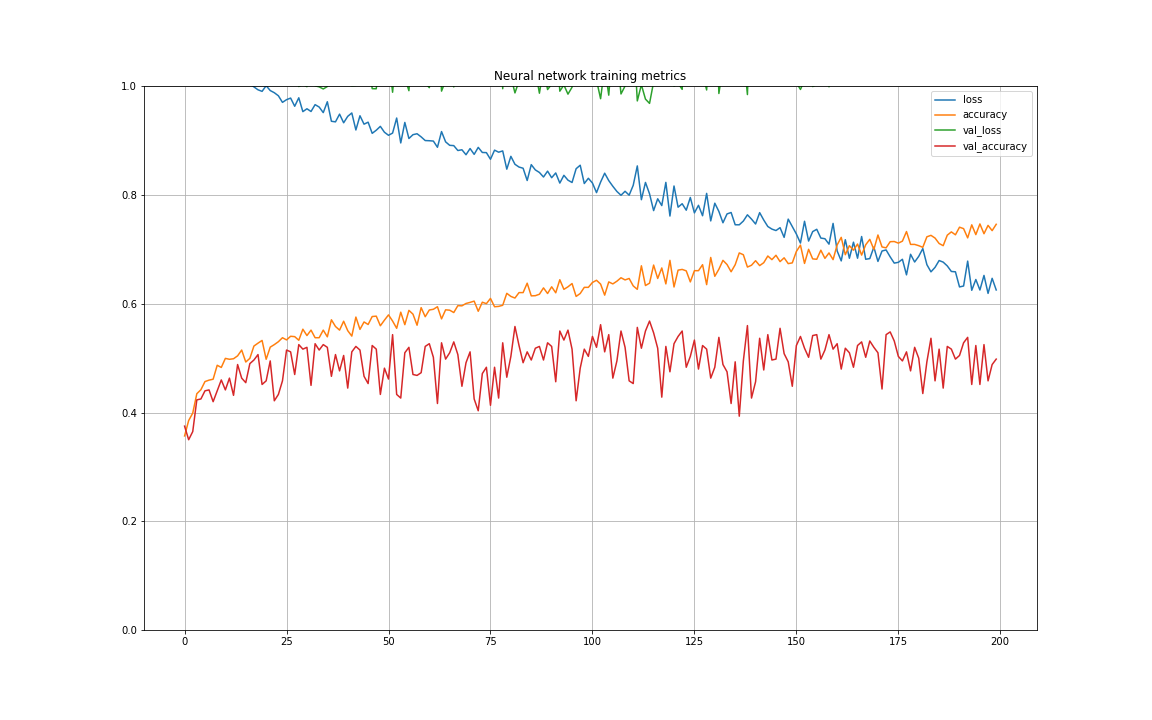 Neural network training metrics
1.0
loss
accuracy
val_loss
val_accuracy
0.8
0.6
0.4
0.2
0.0
0 25 50 75 100 125 150 175 200